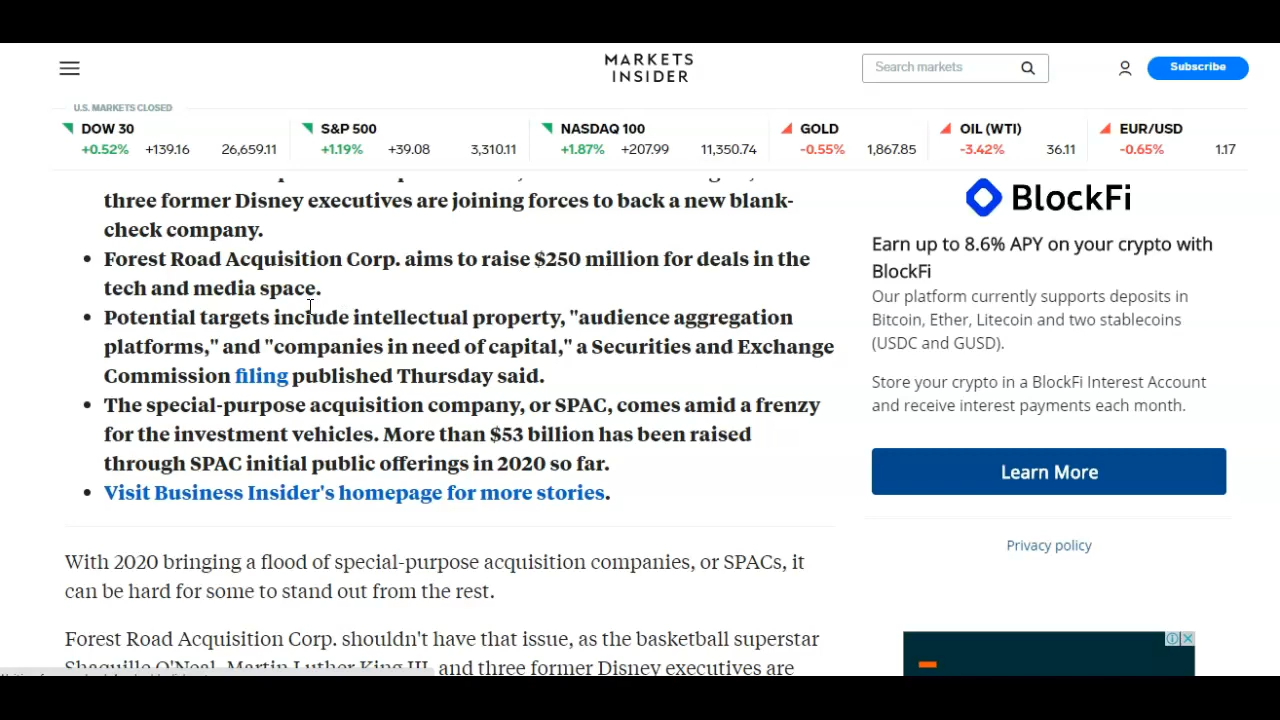 MARKETS
INSIDER
Search markets
Subscribe
U.S. MARKETS CLOSED
DOW 30
+0.52% +139.16 26,659.11
S&P 500
+1.19% +39.08 3,310.11
NASDAQ 100
+1.87% +207.99 11,350.74
GOLD
-0.55% 1,867.85
OIL (WTI)
-3.42% 36.11
EUR/USD
-0.65% 1.17
three former Disney executives are joining forces to back a new blank-
check company.
• Forest Road Acquisition Corp. aims to raise $250 million for deals in the
tech and media space.
• Potential targets include intellectual property, "audience aggregation
platforms," and "companies in need of capital," a Securities and Exchange
Commission filing published Thursday said.
• The special-purpose acquisition company, or SPAC, comes amid a frenzy
for the investment vehicles. More than $53 billion has been raised
through SPAC initial public offerings in 2020 so far.
• Visit Business Insider's homepage for more stories.
With 2020 bringing a flood of special-purpose acquisition companies, or SPACs, it
can be hard for some to stand out from the rest.
Forest Road Acquisition Corp. shouldn't have that issue, as the basketball superstar
Shaquille O'Neal, Martin Luther King III, and three former Disney executives are
BlockFi
Earn up to 8.6% APY on your crypto with
BlockFi
Our platform currently supports deposits in
Bitcoin, Ether, Litecoin and two stablecoins
(USDC and GUSD).
Store your crypto in a BlockFi Interest Account
and receive interest payments each month.
Learn More
Privacy policy